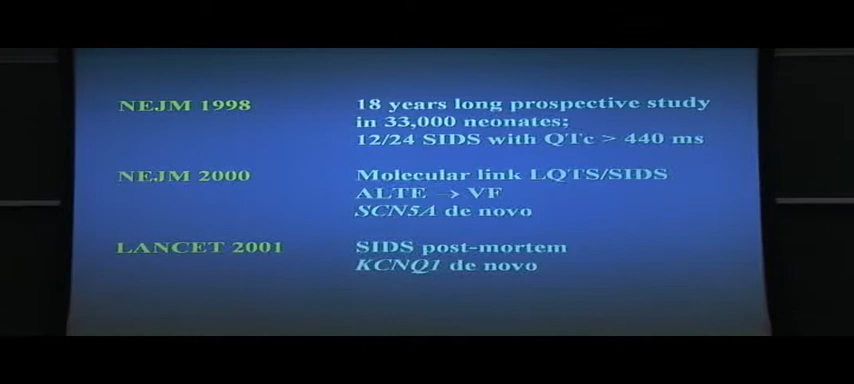 NEJM 1998 18 years long prospective study
in 33,000 neonates;
12/24 SIDS with QTc > 440 ms
NEJM 2000 Molecular link LQTS/SIDS
ALTE → VF
SCN5A de novo
LANCET 2001 SIDS post-mortem
KCNQ1 de novo